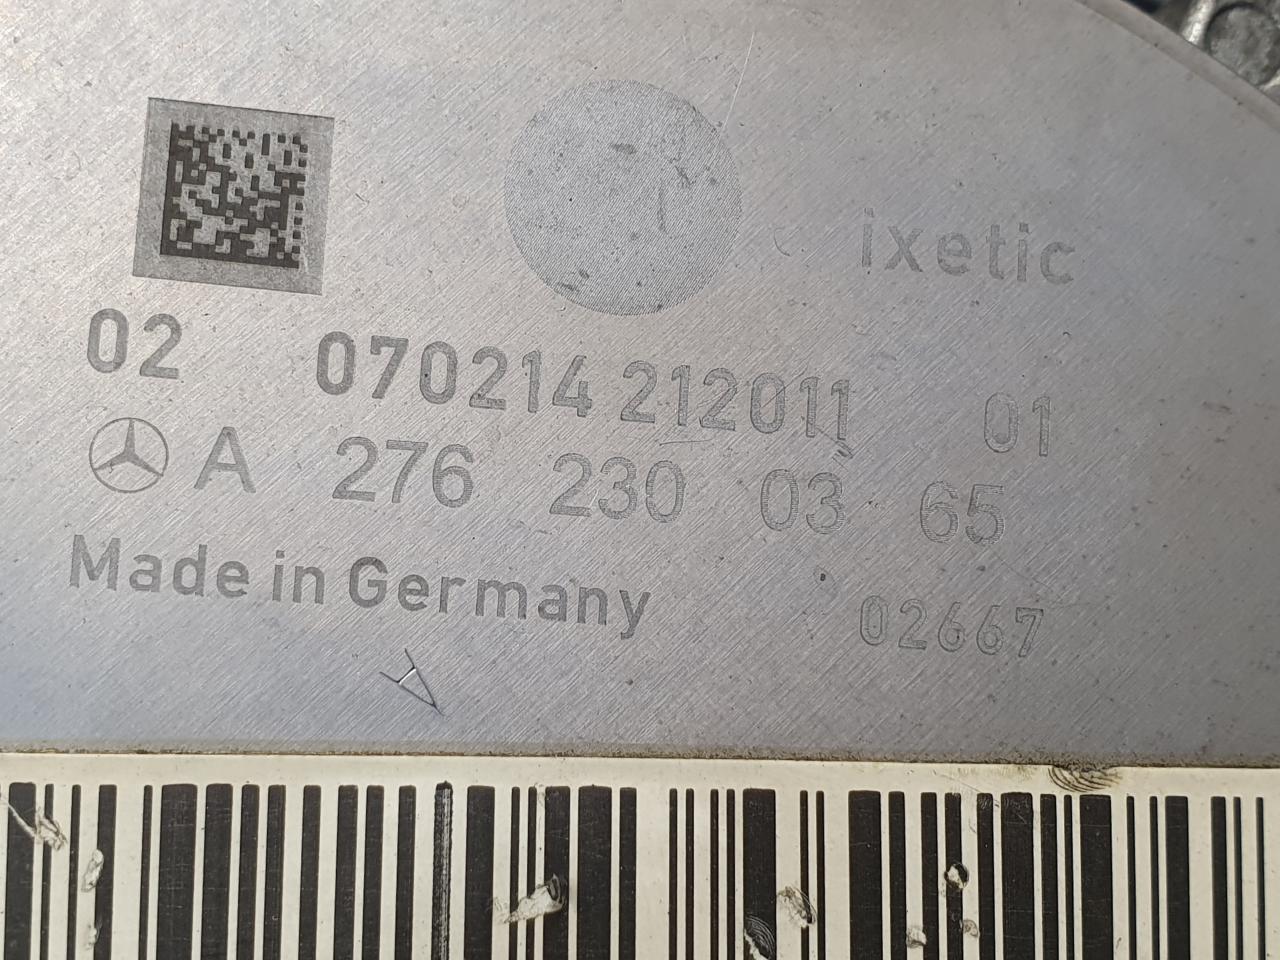 ixetic
02 070214 212011 01
A 276 230 03 65
Made in Germany
02667
A